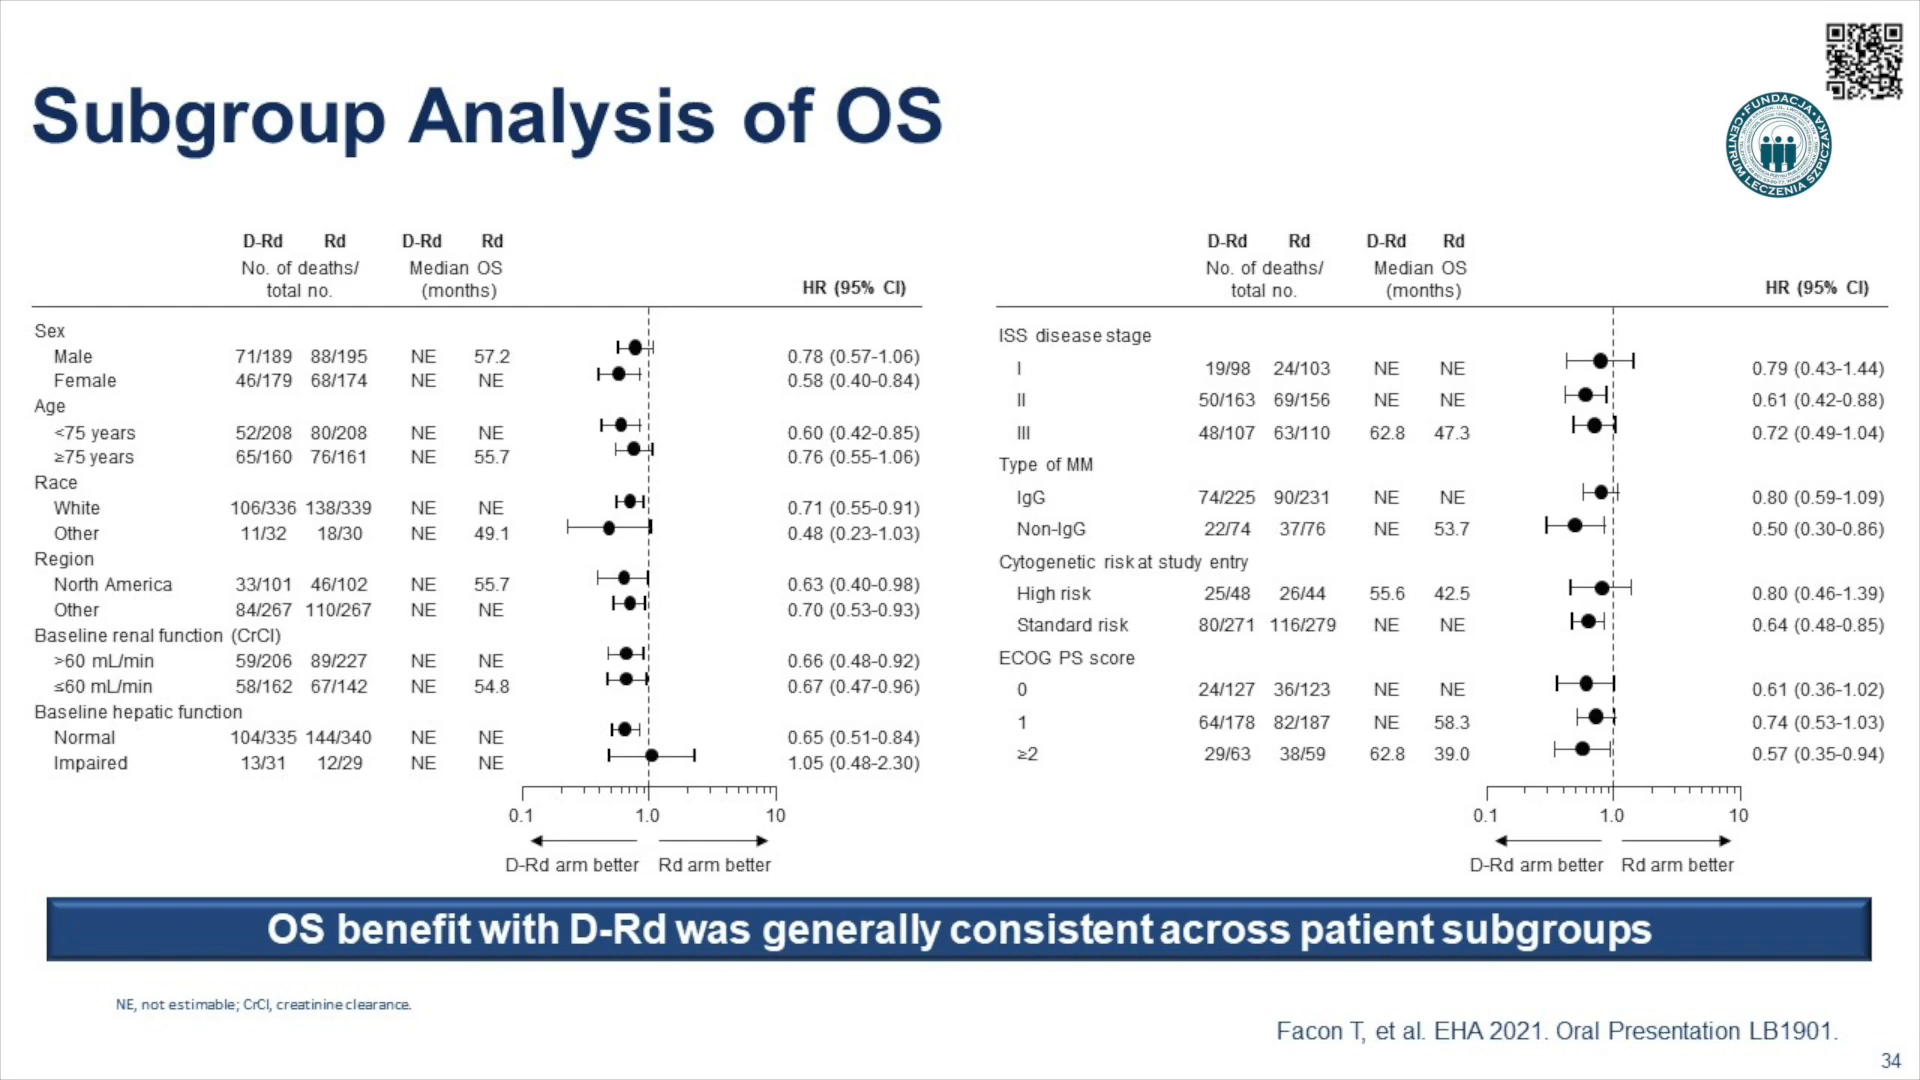 Subgroup Analysis of OS
FUNDACJA
CENTRUM LECZENIA SZPICZAKA
D-Rd Rd D-Rd Rd
No. of deaths/ Median OS
total no. (months) HR (95% CI)
Sex
Male 71/189 88/195 NE 57.2 0.78 (0.57-1.06)
Female 46/179 68/174 NE NE 0.58 (0.40-0.84)
Age
<75 years 52/208 80/208 NE NE 0.60 (0.42-0.85)
≥75 years 65/160 76/161 NE 55.7 0.76 (0.55-1.06)
Race
White 106/336 138/339 NE NE 0.71 (0.55-0.91)
Other 11/32 18/30 NE 49.1 0.48 (0.23-1.03)
Region
North America 33/101 46/102 NE 55.7 0.63 (0.40-0.98)
Other 84/267 110/267 NE NE 0.70 (0.53-0.93)
Baseline renal function (CrCl)
>60 mL/min 59/206 89/227 NE NE 0.66 (0.48-0.92)
≤60 mL/min 58/162 67/142 NE 54.8 0.67 (0.47-0.96)
Baseline hepatic function
Normal 104/335 144/340 NE NE 0.65 (0.51-0.84)
Impaired 13/31 12/29 NE NE 1.05 (0.48-2.30)
0.1 1.0 10
D-Rd arm better Rd arm better
D-Rd Rd D-Rd Rd
No. of deaths/ Median OS
total no. (months) HR (95% CI)
ISS disease stage
I 19/98 24/103 NE NE 0.79 (0.43-1.44)
II 50/163 69/156 NE NE 0.61 (0.42-0.88)
III 48/107 63/110 62.8 47.3 0.72 (0.49-1.04)
Type of MM
IgG 74/225 90/231 NE NE 0.80 (0.59-1.09)
Non-IgG 22/74 37/76 NE 53.7 0.50 (0.30-0.86)
Cytogenetic risk at study entry
High risk 25/48 26/44 55.6 42.5 0.80 (0.46-1.39)
Standard risk 80/271 116/279 NE NE 0.64 (0.48-0.85)
ECOG PS score
0 24/127 36/123 NE NE 0.61 (0.36-1.02)
1 64/178 82/187 NE 58.3 0.74 (0.53-1.03)
≥2 29/63 38/59 62.8 39.0 0.57 (0.35-0.94)
0.1 1.0 10
D-Rd arm better Rd arm better
OS benefit with D-Rd was generally consistent across patient subgroups
NE, not estimable; CrCl, creatinine clearance.
Facon T, et al. EHA 2021. Oral Presentation LB1901.
34